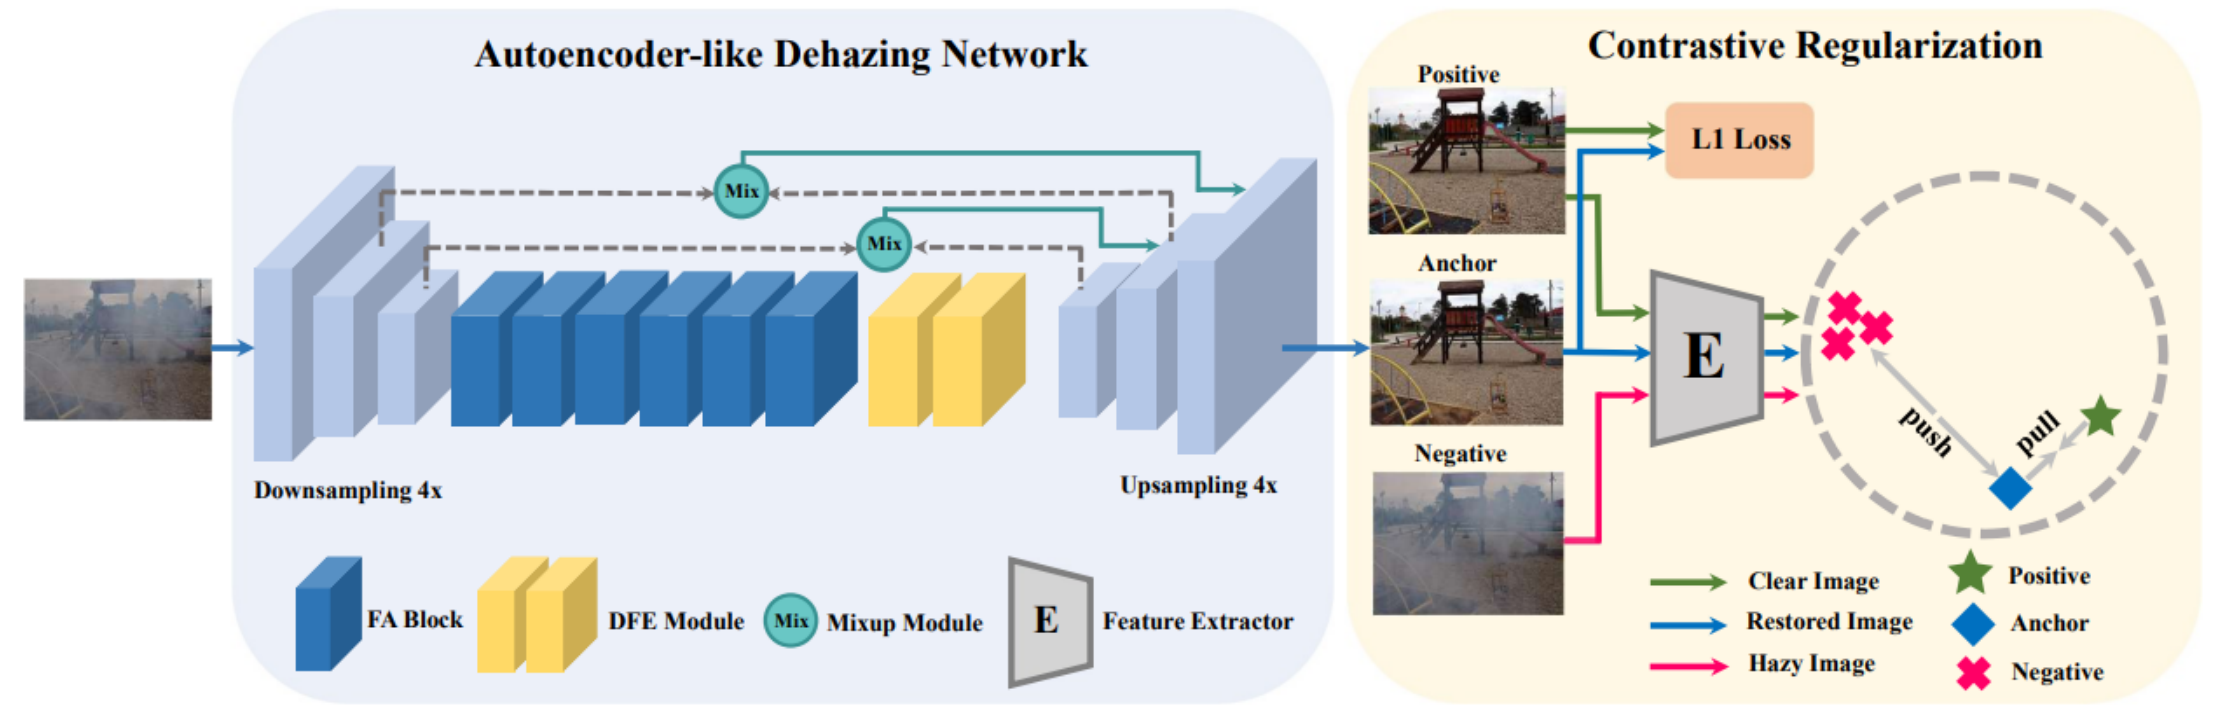 Autoencoder-like Dehazing Network
Mix
Mix
Downsampling 4x
Upsampling 4x
FA Block
DFE Module
Mix
Mixup Module
E
Feature Extractor
Contrastive Regularization
Positive
L1 Loss
Anchor
E
Negative
push
pull
Clear Image
Restored Image
Hazy Image
Positive
Anchor
Negative